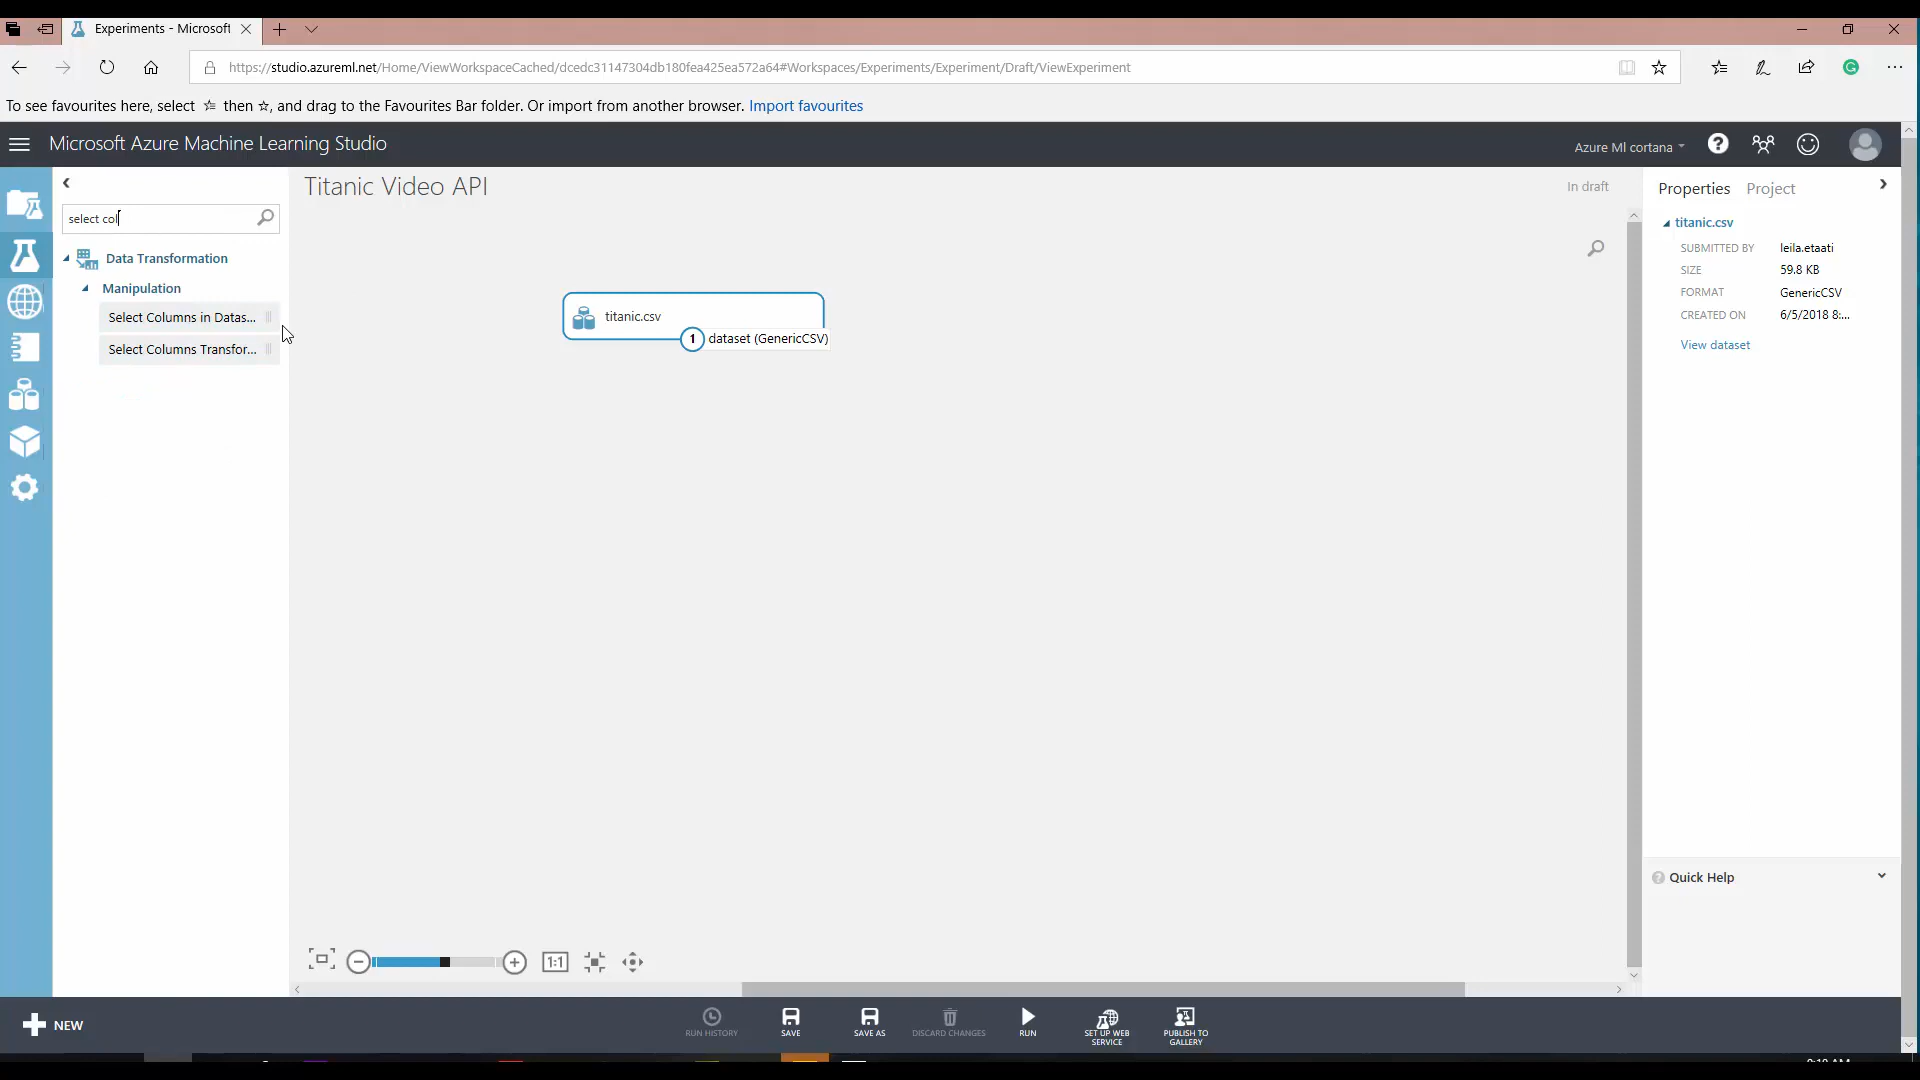 Experiments - Microsoft
https://studio.azureml.net/Home/ViewWorkspaceCached/dcedc31147304db180fea425ea572a64#Workspaces/Experiments/Experiment/Draft/ViewExperiment
To see favourites here, select then , and drag to the Favourites Bar folder. Or import from another browser. Import favourites
Microsoft Azure Machine Learning Studio
Azure Ml cortana
?
select col
Data Transformation
Manipulation
Select Columns in Datas...
Select Columns Transfor...
Titanic Video API
In draft
titanic.csv
1 dataset (GenericCSV)
Properties Project
titanic.csv
SUBMITTED BY leila.etaati
SIZE 59.8 KB
FORMAT GenericCSV
CREATED ON 6/5/2018 8:...
View dataset
? Quick Help
1:1
NEW
RUN HISTORY
SAVE
SAVE AS
DISCARD CHANGES
RUN
SET UP WEB
SERVICE
PUBLISH TO
GALLERY